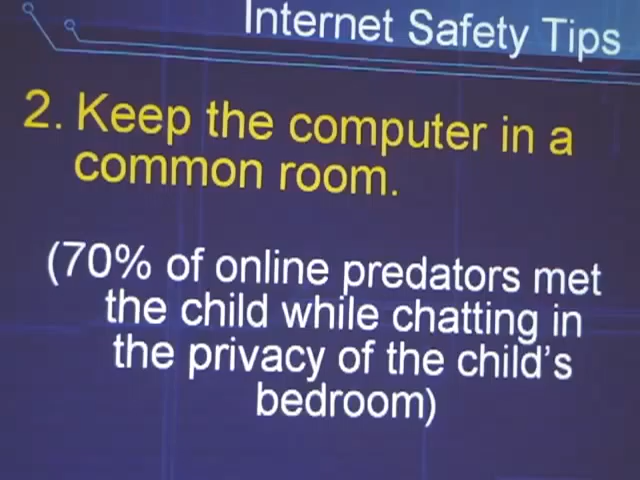 Internet Safety Tips
2. Keep the computer in a
common room.
(70% of online predators met
the child while chatting in
the privacy of the child's
bedroom)